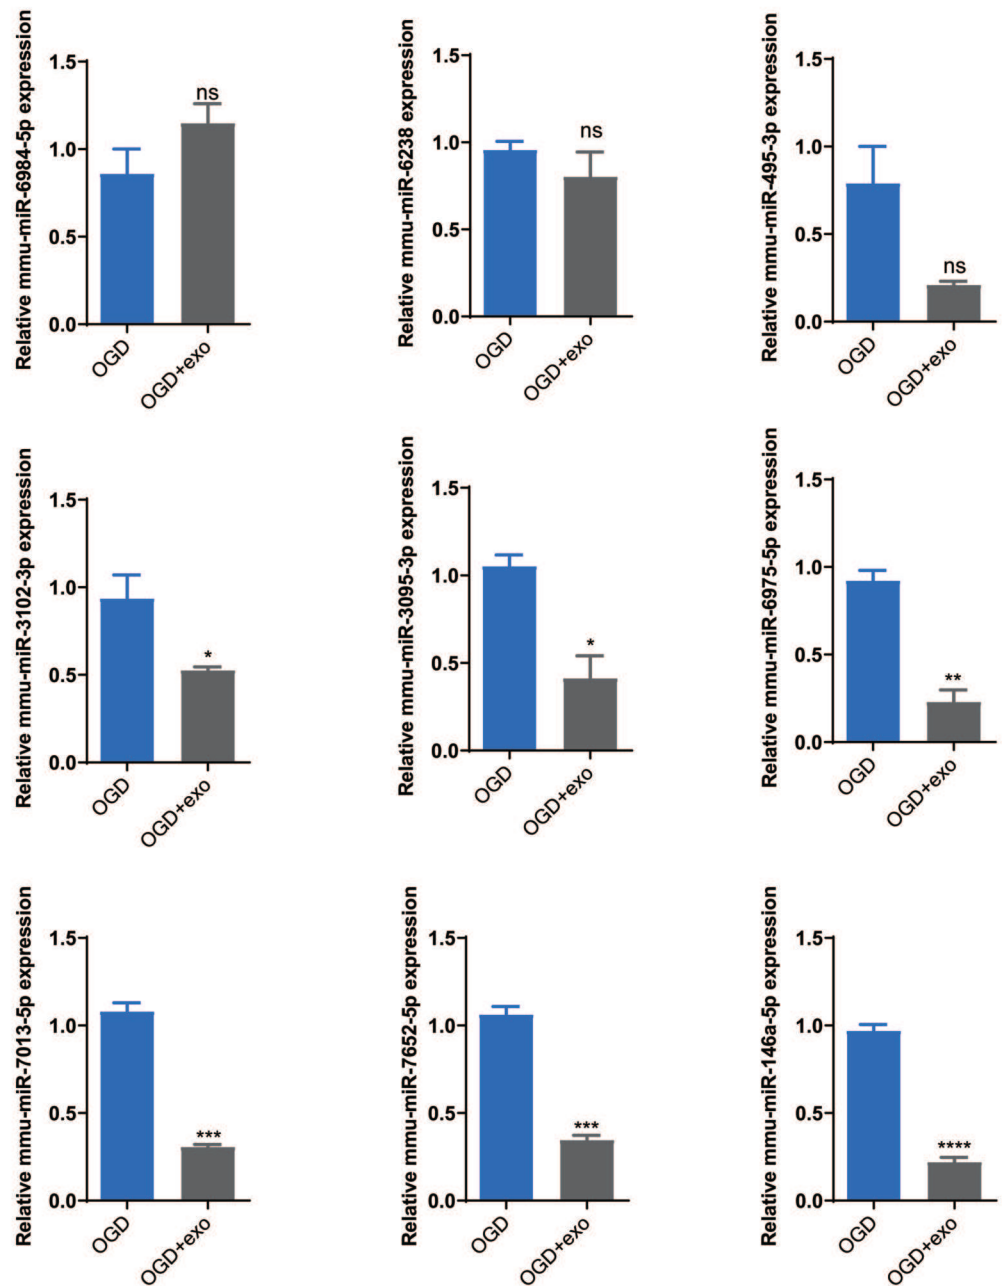 Relative mmu-miR-6984-5p expression
1.5
1.0
0.5
0.0
ns
OGD
OGD+exo
Relative mmu-miR-6238 expression
1.5
1.0
0.5
0.0
ns
OGD
OGD+exo
Relative mmu-miR-495-3p expression
1.5
1.0
0.5
0.0
ns
OGD
OGD+exo
Relative mmu-miR-3102-3p expression
1.5
1.0
0.5
0.0
*
OGD
OGD+exo
Relative mmu-miR-3095-3p expression
1.5
1.0
0.5
0.0
*
OGD
OGD+exo
Relative mmu-miR-6975-5p expression
1.5
1.0
0.5
0.0
**
OGD
OGD+exo
Relative mmu-miR-7013-5p expression
1.5
1.0
0.5
0.0
***
OGD
OGD+exo
Relative mmu-miR-7652-5p expression
1.5
1.0
0.5
0.0
***
OGD
OGD+exo
Relative mmu-miR-146a-5p expression
1.5
1.0
0.5
0.0
****
OGD
OGD+exo